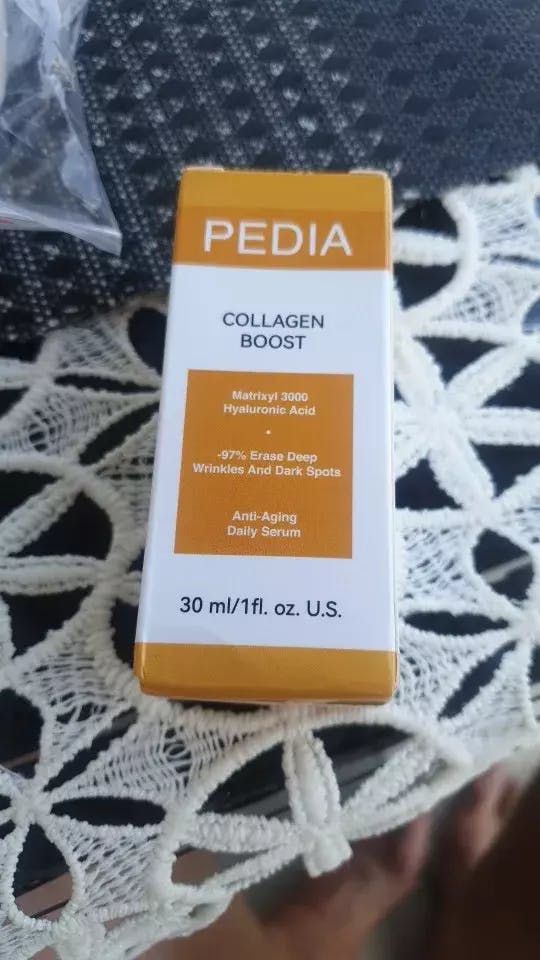 PEDIA
COLLAGEN
BOOST
Matrixyl 3000
Hyaluronic Acid
-97% Erase Deep
Wrinkles And Dark Spots
Anti-Aging
Daily Serum
30 ml/1fl. oz. U.S.